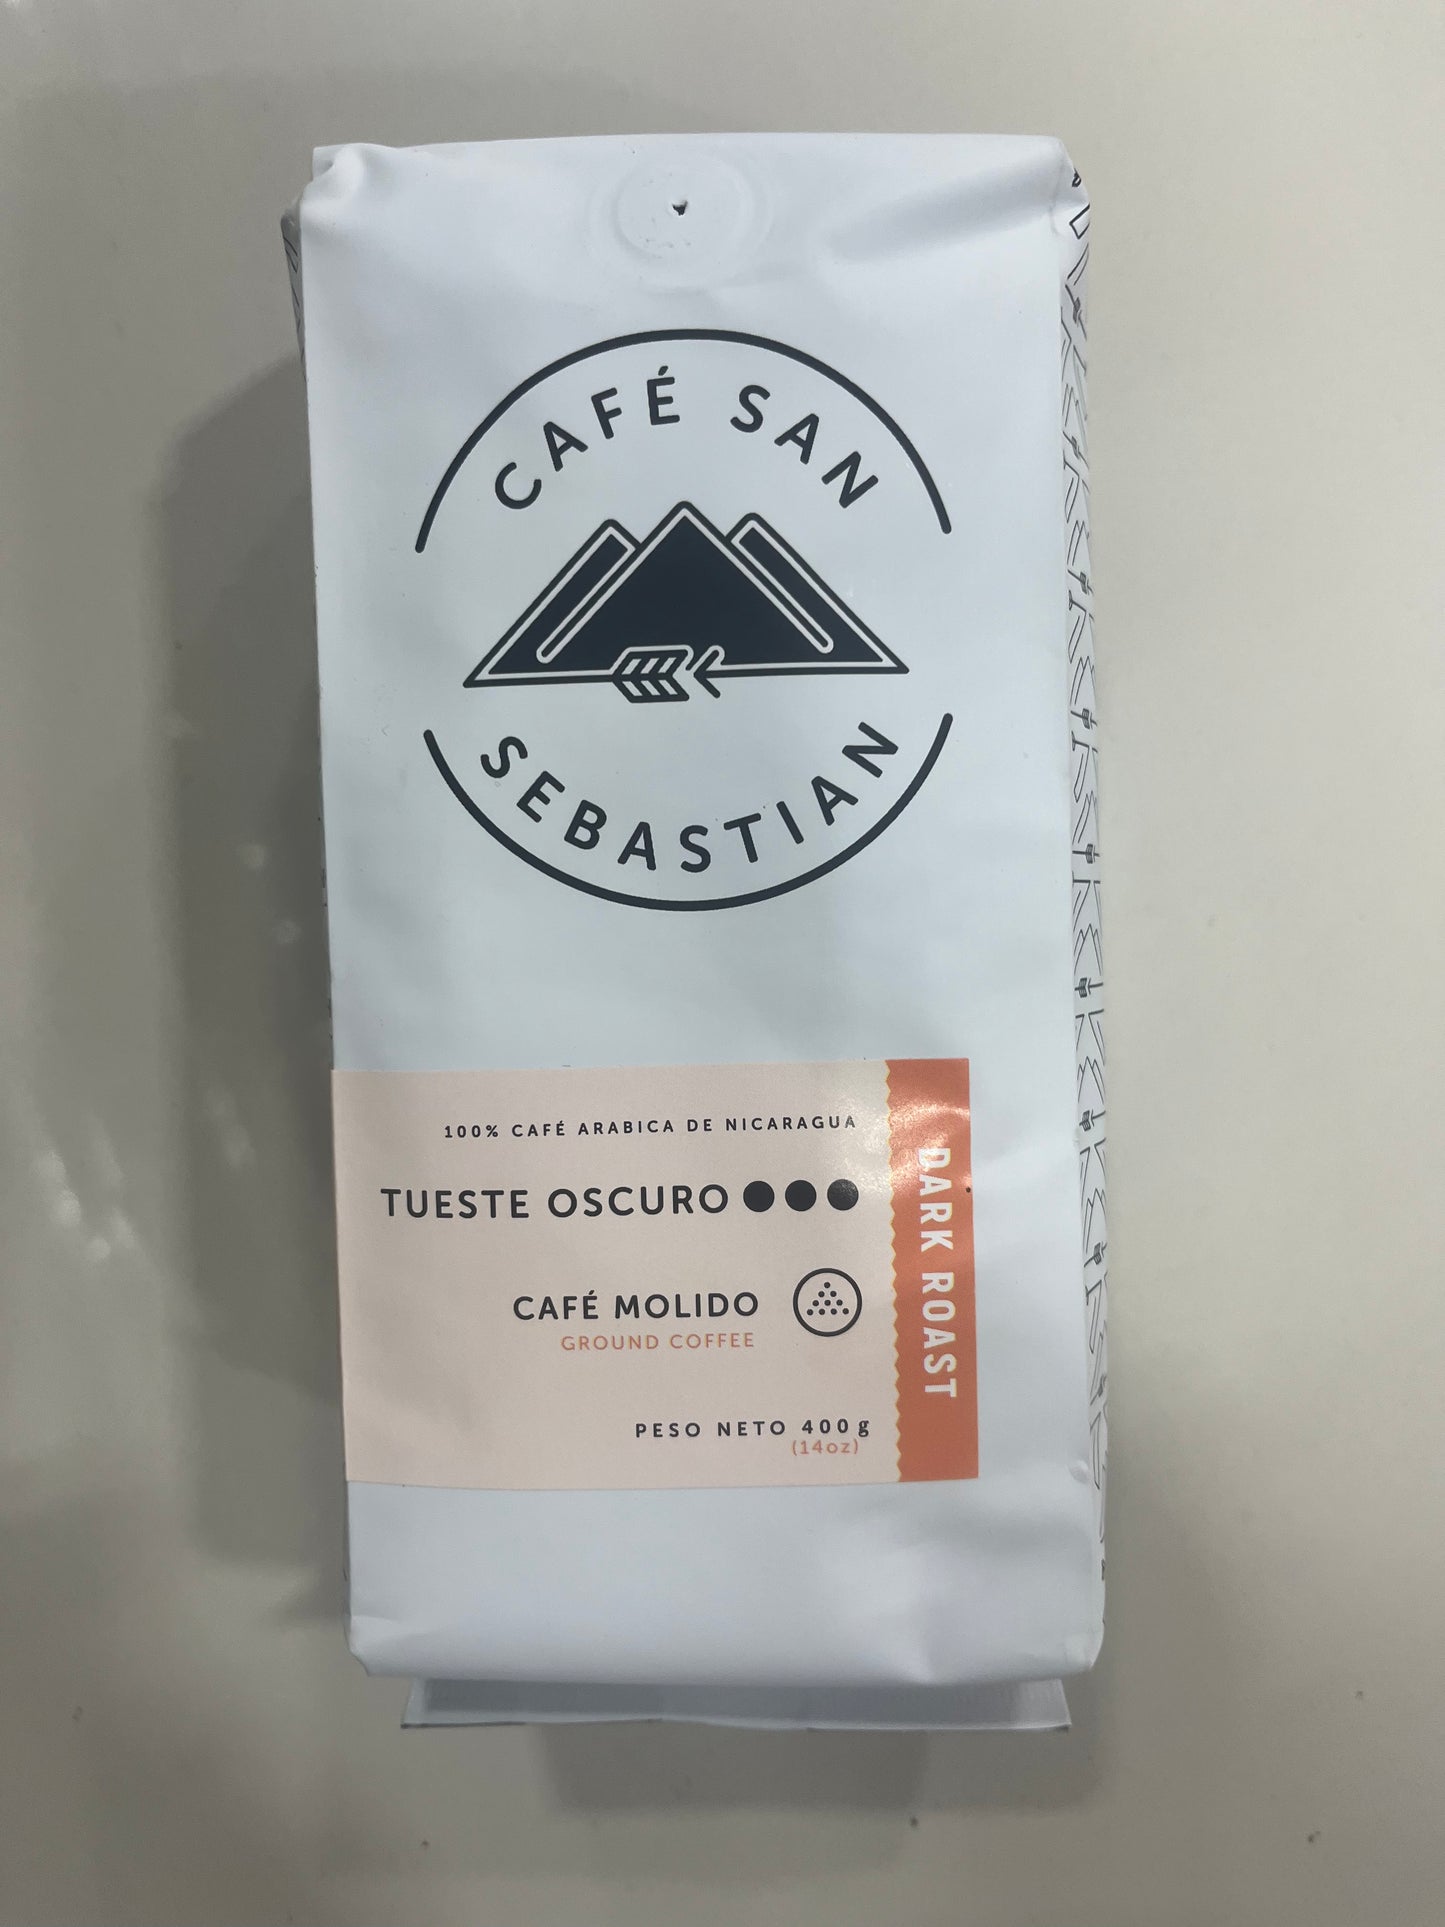 CAFÉ SAN
SEBASTIAN
100% CAFÉ ARABICA DE NICARAGUA
TUESTE OSCURO
CAFÉ MOLIDO
GROUND COFFEE
PESO NETO 400 g
(14oz)
DARK ROAST